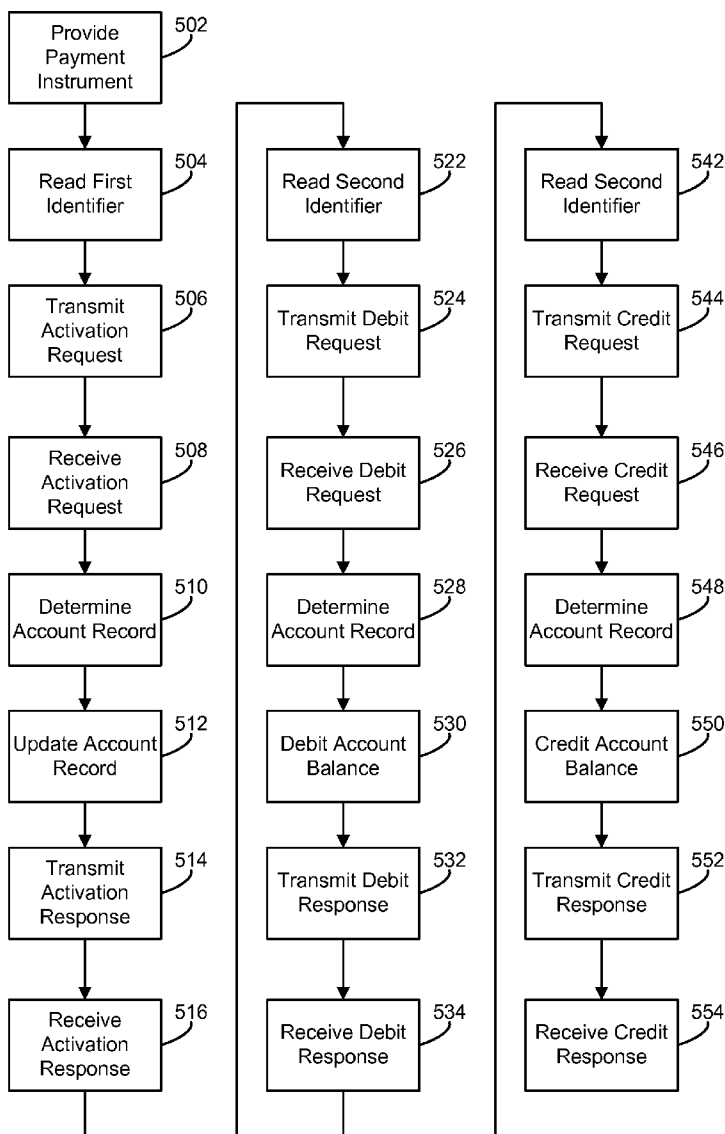 Provide
Payment
Instrument
502
Read First
Identifier
504
Transmit
Activation
Request
506
Receive
Activation
Request
508
Determine
Account Record
510
Update Account
Record
512
Transmit
Activation
Response
514
Receive
Activation
Response
516
Read Second
Identifier
522
Transmit Debit
Request
524
Receive Debit
Request
526
Determine
Account Record
528
Debit Account
Balance
530
Transmit Debit
Response
532
Receive Debit
Response
534
Read Second
Identifier
542
Transmit Credit
Request
544
Receive Credit
Request
546
Determine
Account Record
548
Credit Account
Balance
550
Transmit Credit
Response
552
Receive Credit
Response
554